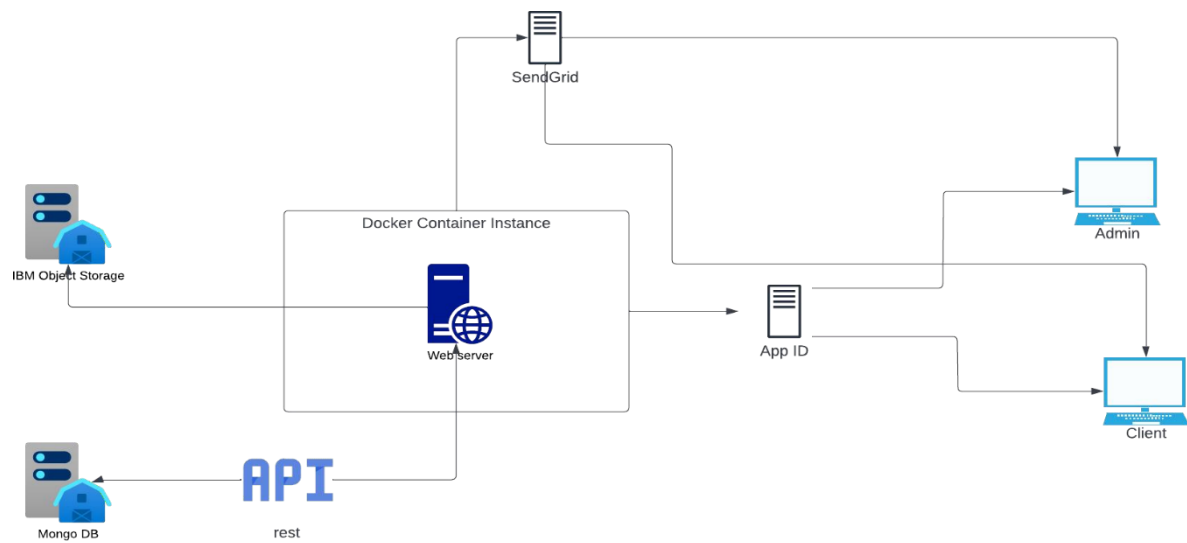 SendGrid
Docker Container Instance
Admin
IBM Object Storage
Web server
App ID
Client
API
rest
Mongo DB